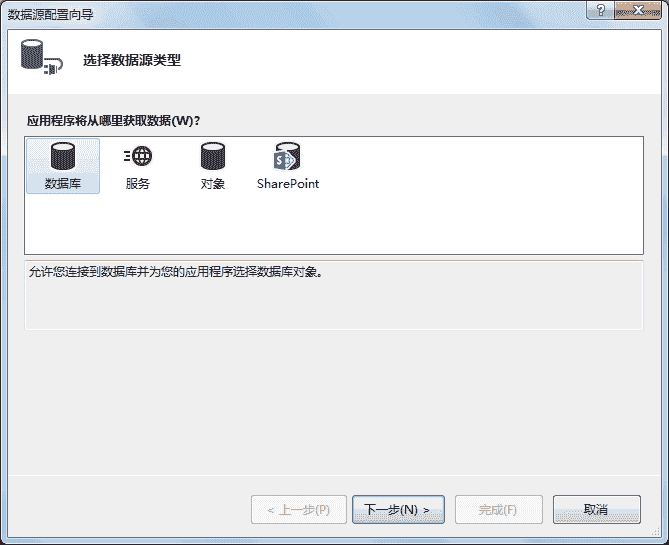 数据源配置向导
选择数据源类型
应用程序将从哪里获取数据(W)?
数据库 服务 对象 SharePoint
允许您连接到数据库并为您的应用程序选择数据库对象。
< 上一步(P) 下一步(N) > 完成(F) 取消